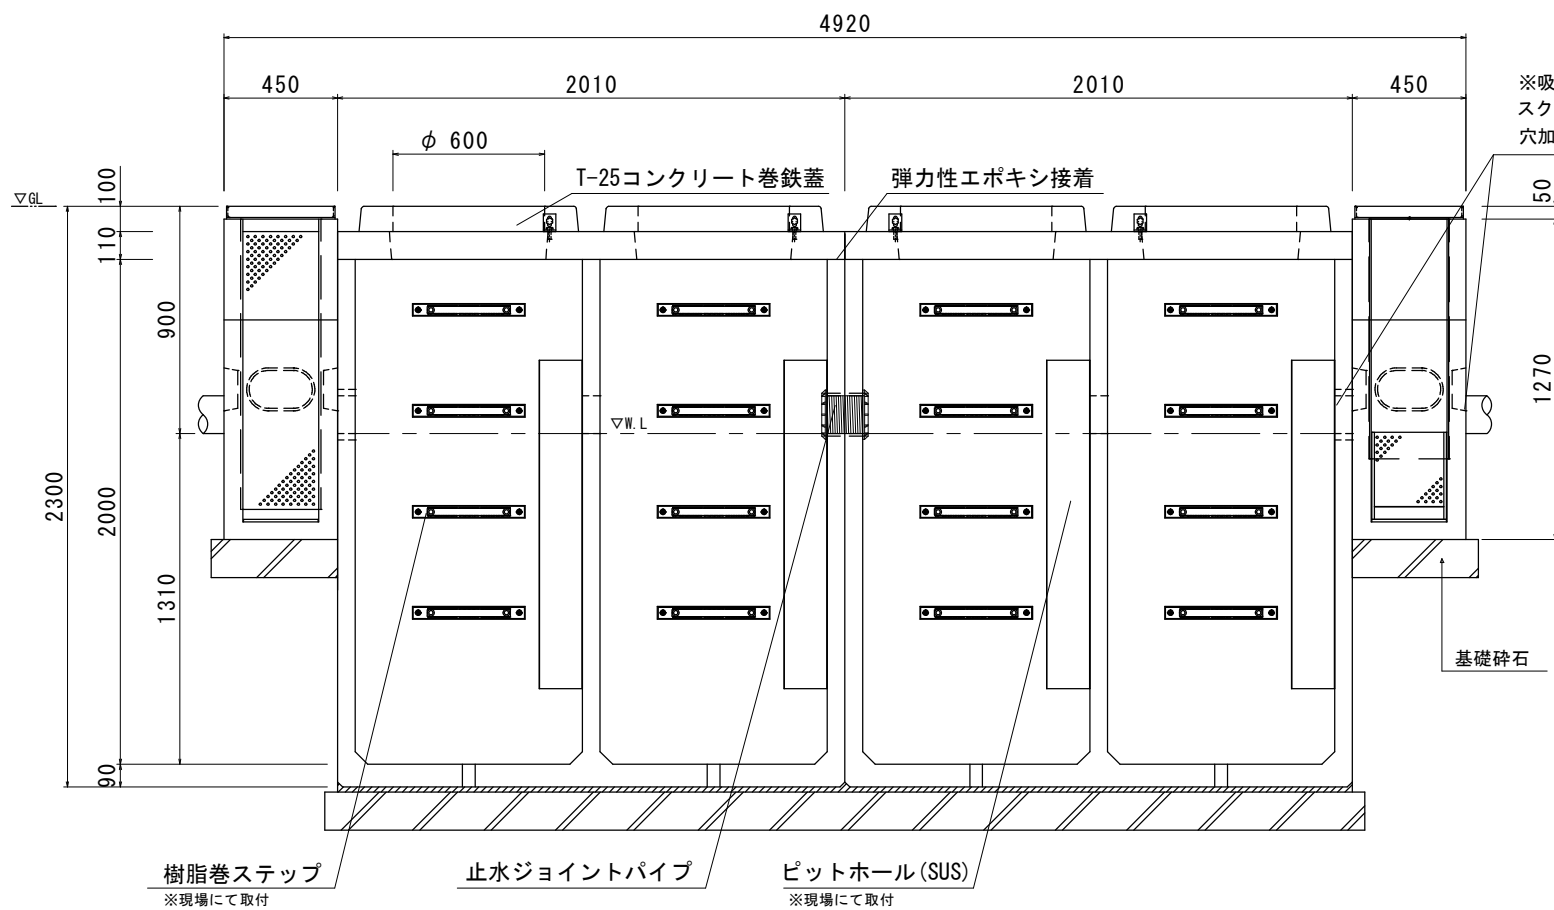 4920
450
2010
2010
450
※吸
スク
穴加
φ 600
T-25コンクリート巻鉄蓋
弾力性エポキシ接着
▽GL
100
50
110
900
1270
▽W.L
2300
2000
1310
90
基礎砕石
樹脂巻ステップ
※現場にて取付
止水ジョイントパイプ
ピットホール(SUS)
※現場にて取付